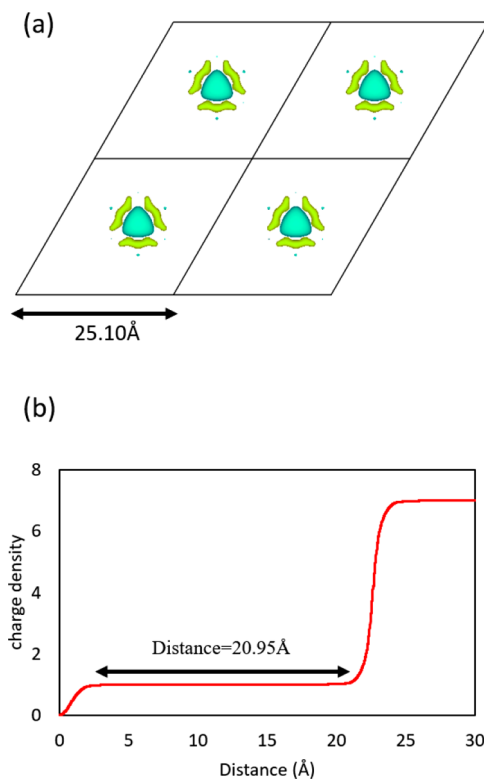 (a)
25.10Å
(b)
8
6
4
2
0
charge density
Distance=20.95Å
0 5 10 15 20 25 30
Distance (Å)